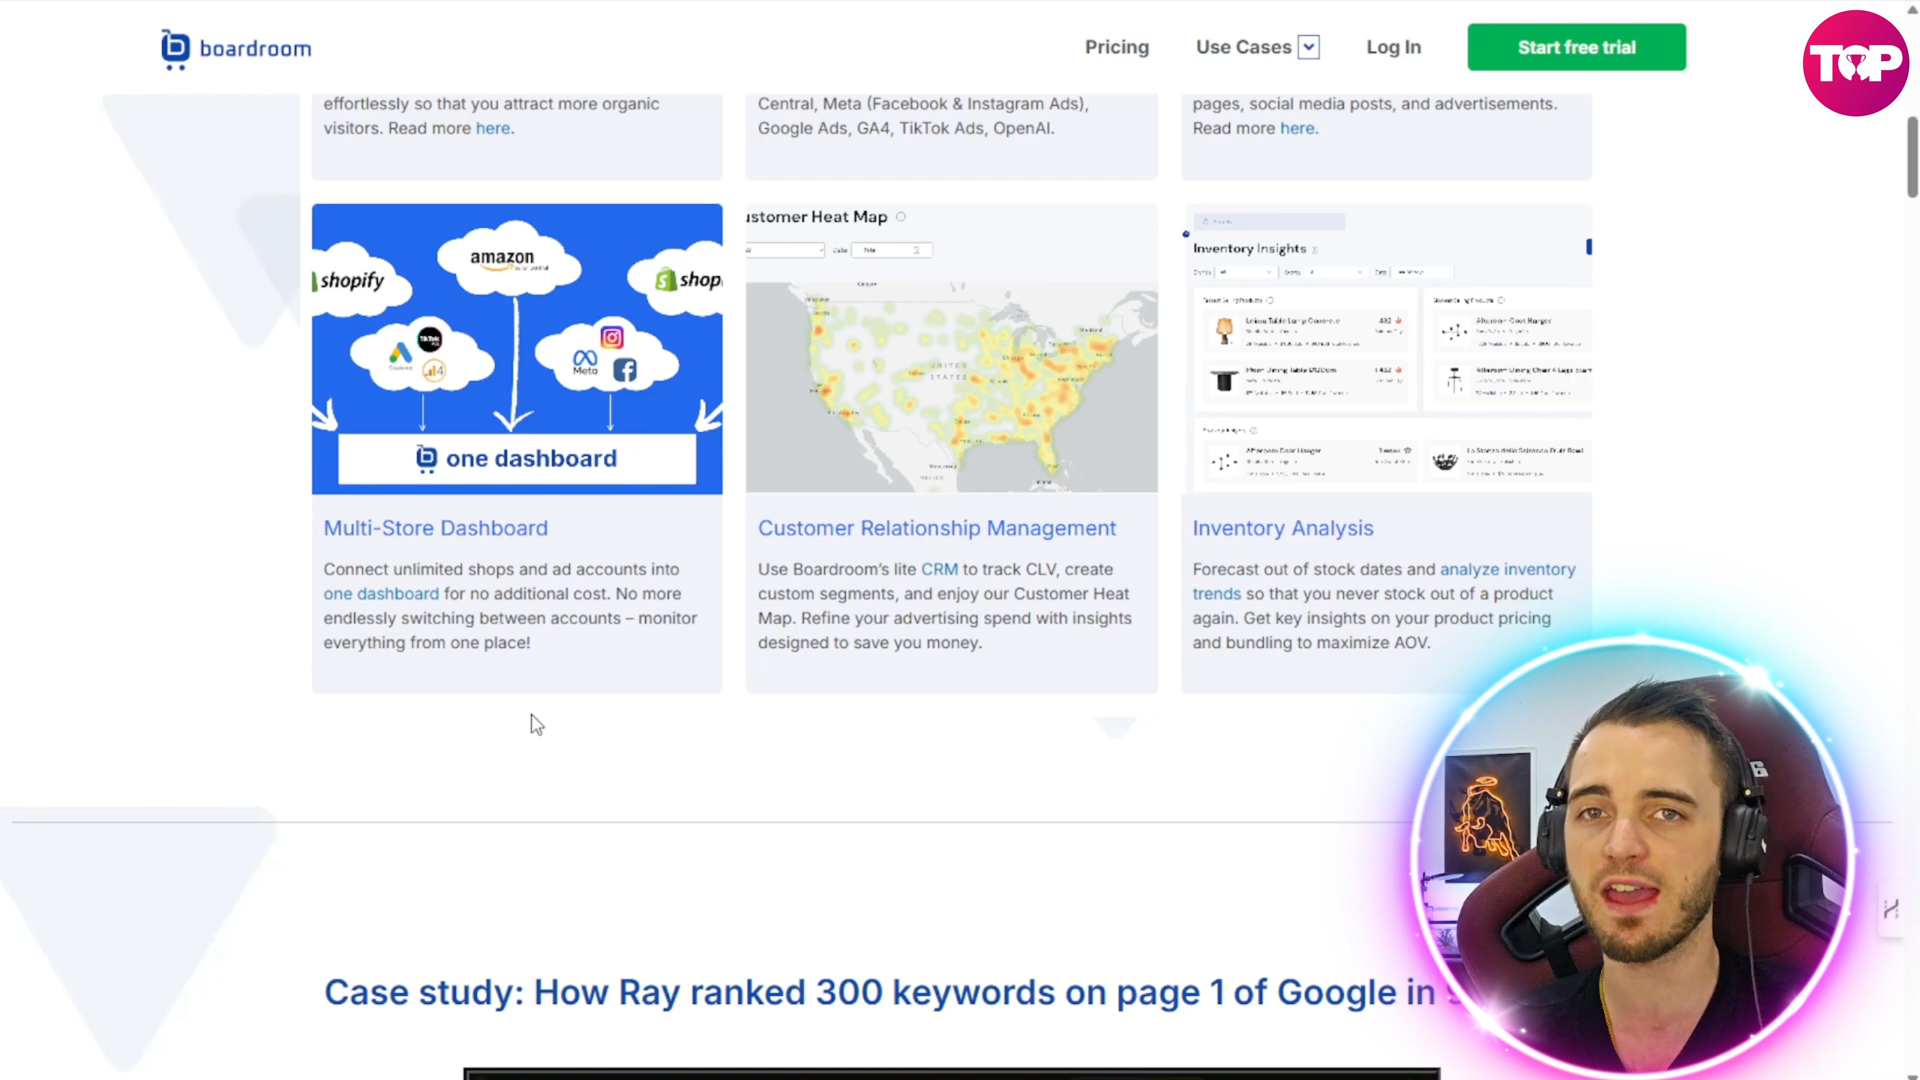 boardroom
Pricing
Use Cases
Log In
Start free trial
TOP
effortlessly so that you attract more organic
visitors. Read more here.
Central, Meta (Facebook & Instagram Ads),
Google Ads, GA4, TikTok Ads, OpenAI.
pages, social media posts, and advertisements.
Read more here.
shopify
amazon
shop
Meta
one dashboard
Multi-Store Dashboard
Connect unlimited shops and ad accounts into
one dashboard for no additional cost. No more
endlessly switching between accounts – monitor
everything from one place!
ustomer Heat Map
UNITED
STATES
Customer Relationship Management
Use Boardroom's lite CRM to track CLV, create
custom segments, and enjoy our Customer Heat
Map. Refine your advertising spend with insights
designed to save you money.
Inventory Insights
Inventory Analysis
Forecast out of stock dates and analyze inventory
trends so that you never stock out of a product
again. Get key insights on your product pricing
and bundling to maximize AOV.
Case study: How Ray ranked 300 keywords on page 1 of Google in